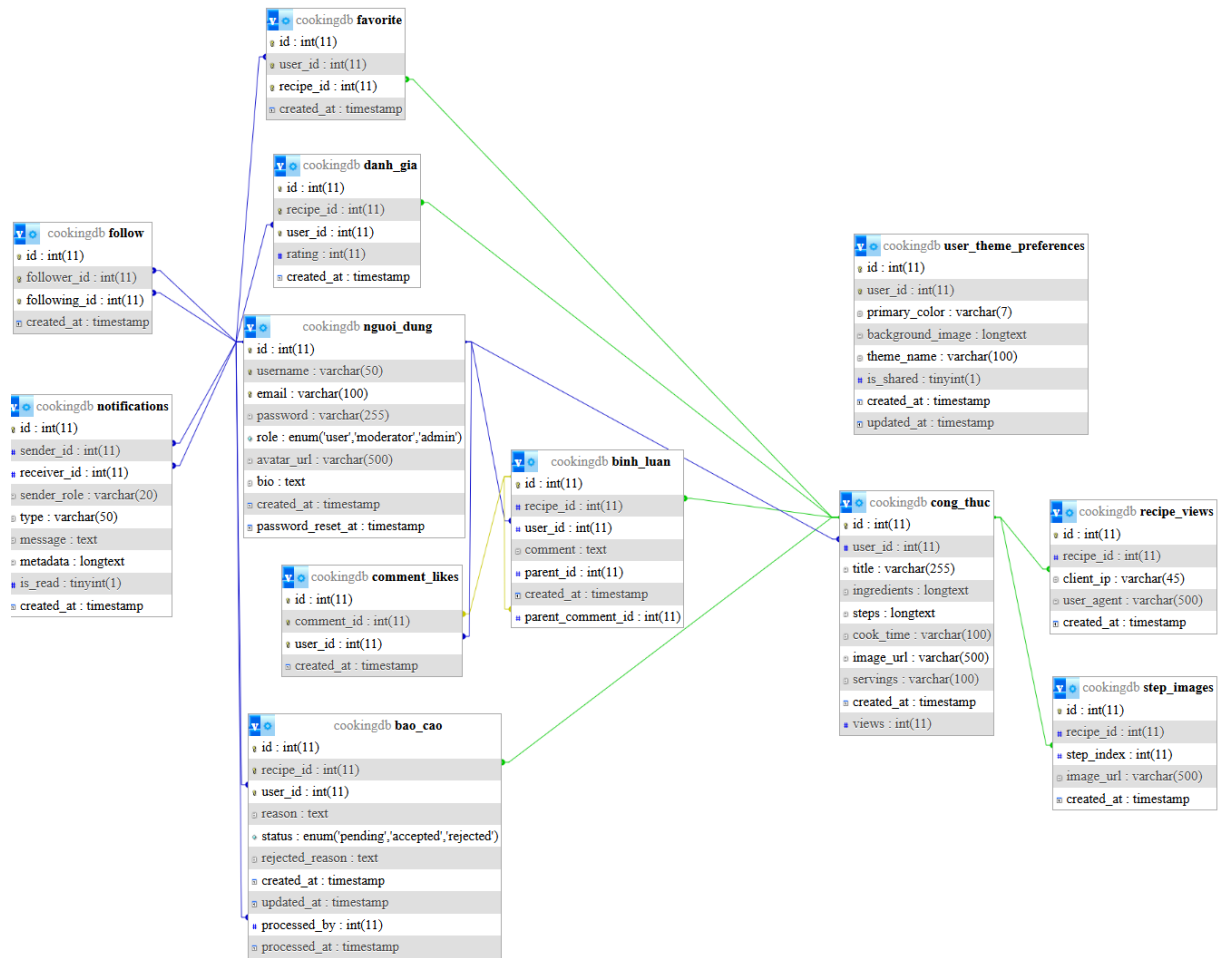 cookingdb favorite
id : int(11)
user_id : int(11)
recipe_id : int(11)
created_at : timestamp
cookingdb danh_gia
id : int(11)
recipe_id : int(11)
user_id : int(11)
rating : int(11)
created_at : timestamp
cookingdb follow
id : int(11)
follower_id : int(11)
following_id : int(11)
created_at : timestamp
cookingdb user_theme_preferences
id : int(11)
user_id : int(11)
primary_color : varchar(7)
background_image : longtext
theme_name : varchar(100)
is_shared : tinyint(1)
created_at : timestamp
updated_at : timestamp
cookingdb nguoi_dung
id : int(11)
username : varchar(50)
email : varchar(100)
password : varchar(255)
role : enum('user','moderator','admin')
avatar_url : varchar(500)
bio : text
created_at : timestamp
password_reset_at : timestamp
cookingdb notifications
id : int(11)
sender_id : int(11)
receiver_id : int(11)
sender_role : varchar(20)
type : varchar(50)
message : text
metadata : longtext
is_read : tinyint(1)
created_at : timestamp
cookingdb binh_luan
id : int(11)
recipe_id : int(11)
user_id : int(11)
comment : text
parent_id : int(11)
created_at : timestamp
parent_comment_id : int(11)
cookingdb cong_thuc
id : int(11)
user_id : int(11)
title : varchar(255)
ingredients : longtext
steps : longtext
cook_time : varchar(100)
image_url : varchar(500)
servings : varchar(100)
created_at : timestamp
views : int(11)
cookingdb recipe_views
id : int(11)
recipe_id : int(11)
client_ip : varchar(45)
user_agent : varchar(500)
created_at : timestamp
cookingdb comment_likes
id : int(11)
comment_id : int(11)
user_id : int(11)
created_at : timestamp
cookingdb step_images
id : int(11)
recipe_id : int(11)
step_index : int(11)
image_url : varchar(500)
created_at : timestamp
cookingdb bao_cao
id : int(11)
recipe_id : int(11)
user_id : int(11)
reason : text
status : enum('pending','accepted','rejected')
rejected_reason : text
created_at : timestamp
updated_at : timestamp
processed_by : int(11)
processed_at : timestamp